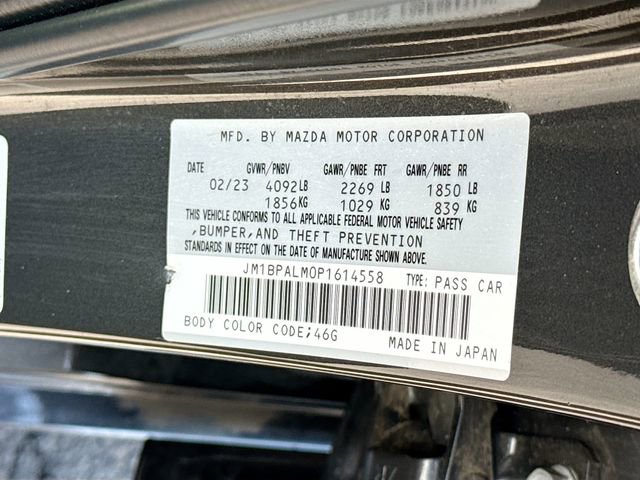 MFD. BY MAZDA MOTOR CORPORATION
DATE GVWR/PNBV GAWR/PNBE FRT GAWR/PNBE RR
02/23 4092LB 2269 LB 1850 LB
1856KG 1029 KG 839 KG
THIS VEHICLE CONFORMS TO ALL APPLICABLE FEDERAL MOTOR VEHICLE SAFETY
,BUMPER,AND THEFT PREVENTION
STANDARDS IN EFFECT ON THE DATE OF MANUFACTURE SHOWN ABOVE.
JM1BPALM0P1614558 TYPE: PASS CAR
BODY COLOR CODE;46G MADE IN JAPAN